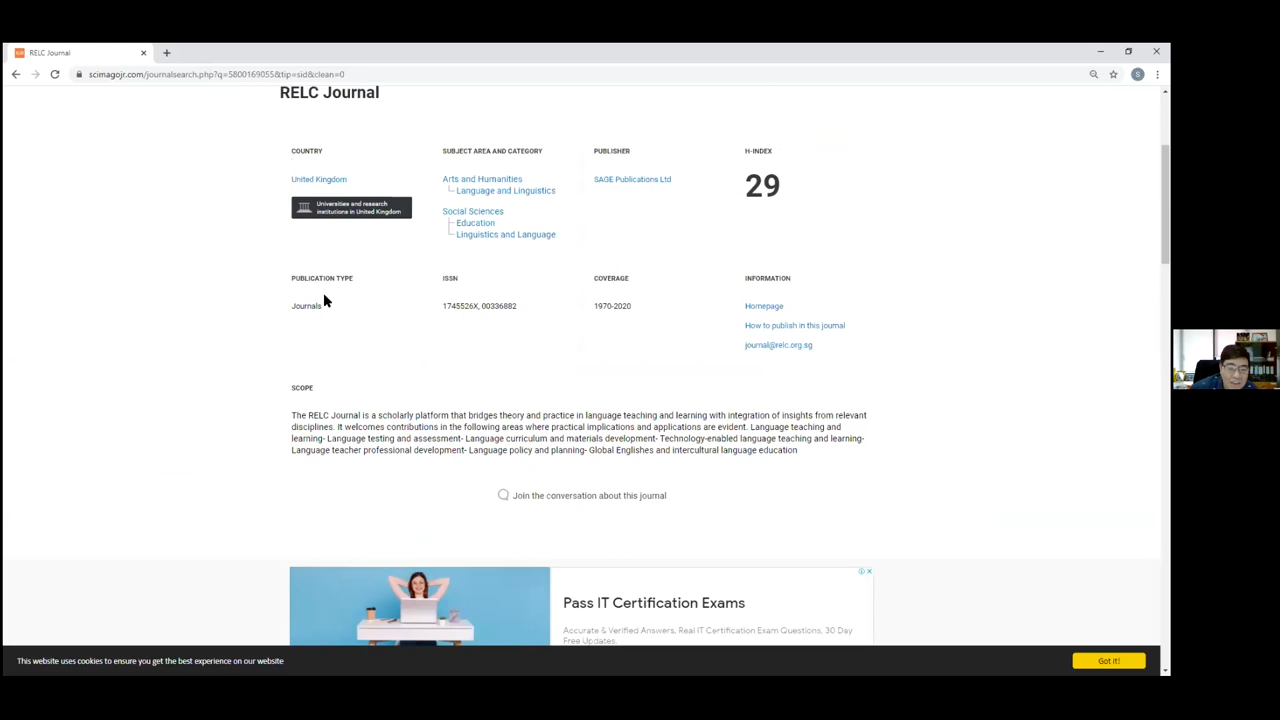 RELC Journal
scimagojr.com/journalsearch.php?q=5800169055&tip=sid&clean=0
S
RELC Journal
COUNTRY
SUBJECT AREA AND CATEGORY
PUBLISHER
H-INDEX
United Kingdom
Arts and Humanities
SAGE Publications Ltd
29
Language and Linguistics
Universities and research
institutions in United Kingdom
Social Sciences
Education
Linguistics and Language
PUBLICATION TYPE
ISSN
COVERAGE
INFORMATION
Journals
1745526X, 00336882
1970-2020
Homepage
How to publish in this journal
journal@relc.org.sg
SCOPE
The RELC Journal is a scholarly platform that bridges theory and practice in language teaching and learning with integration of insights from relevant
disciplines. It welcomes contributions in the following areas where practical implications and applications are evident. Language teaching and
learning- Language testing and assessment- Language curriculum and materials development- Technology-enabled language teaching and learning-
Language teacher professional development- Language policy and planning- Global Englishes and intercultural language education
Join the conversation about this journal
Pass IT Certification Exams
Accurate & Verified Answers, Real IT Certification Exam Questions, 30 Day
Free Updates.
This website uses cookies to ensure you get the best experience on our website
Got it!